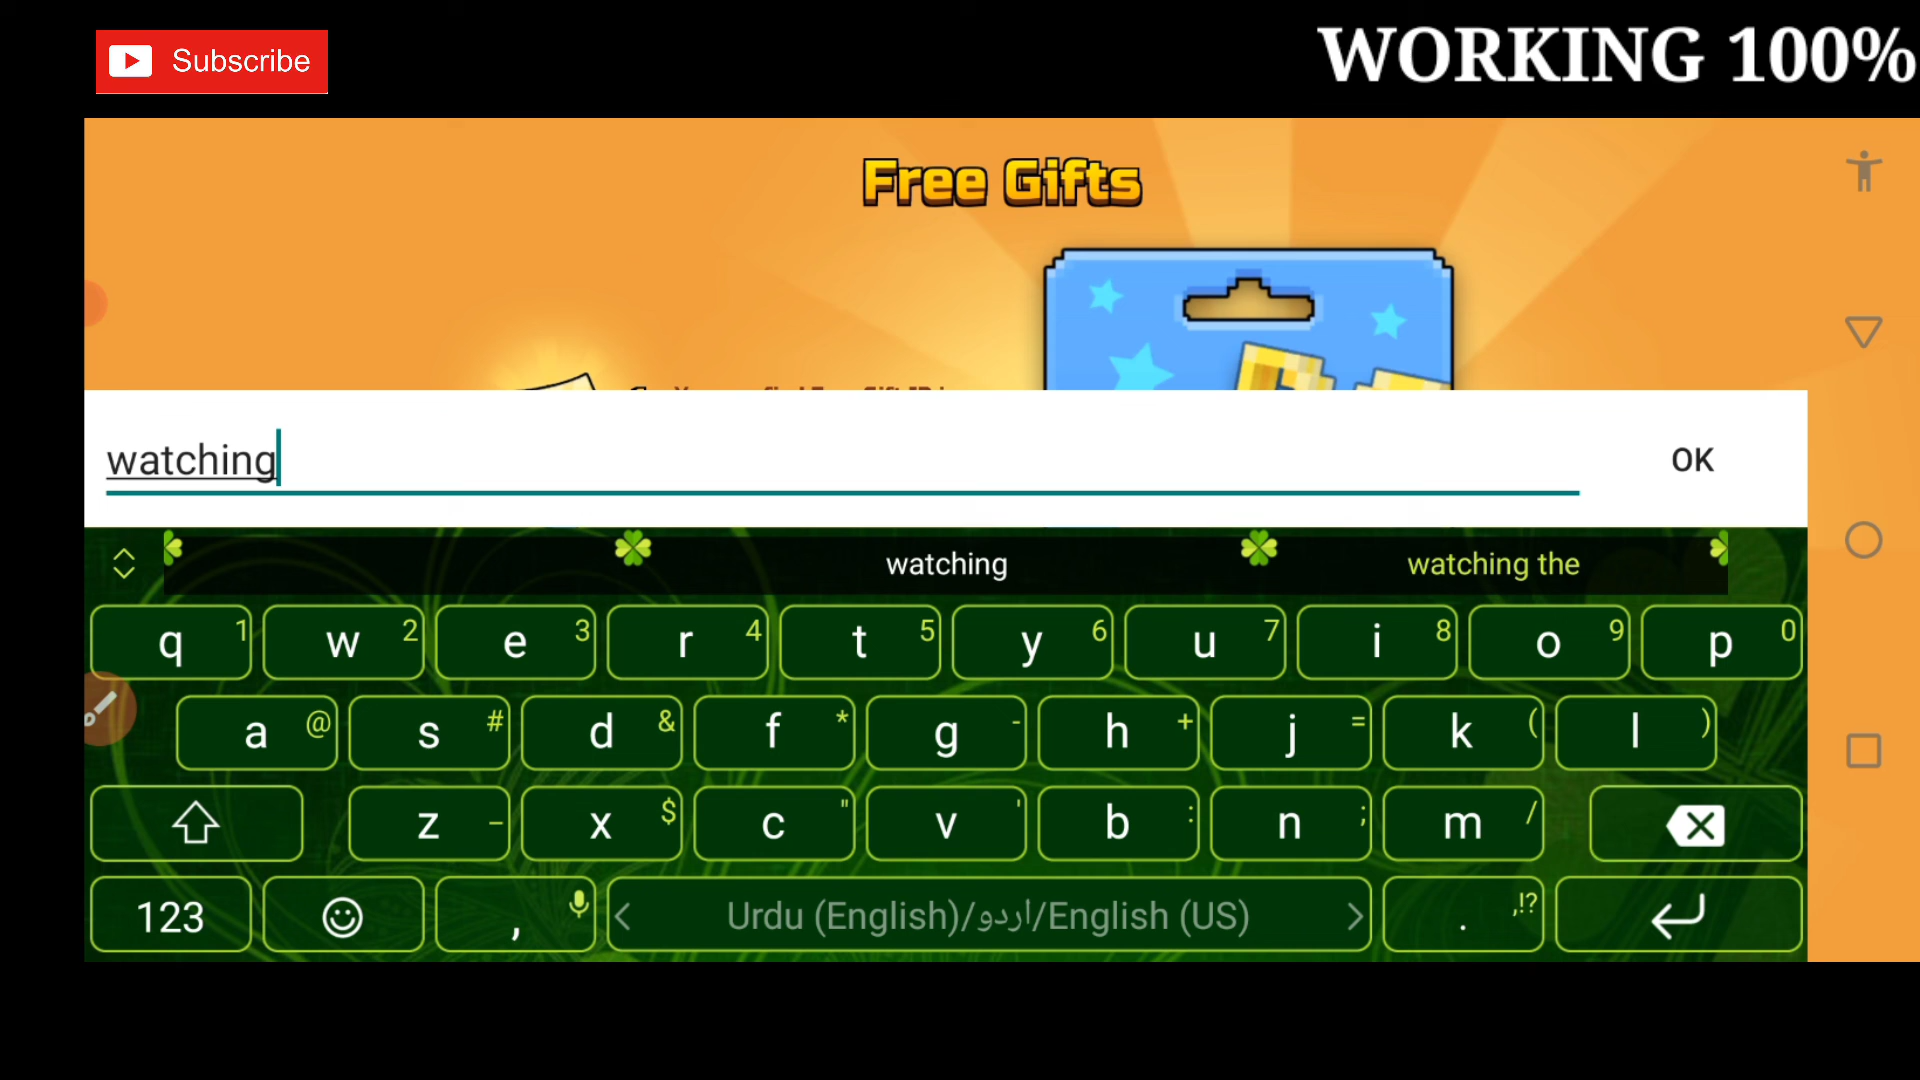 Subscribe
WORKING 100%
Free Gifts
watching
OK
watching
watching the
q 1 w 2 e 3 r 4 t 5 y 6 u 7 i 8 o 9 p 0
a @ s # d & f * g - h + j = k ( l )
z _ x $ c " v ' b : n ; m /
123 , < Urdu (English)/اردو/English (US) > . ,!?